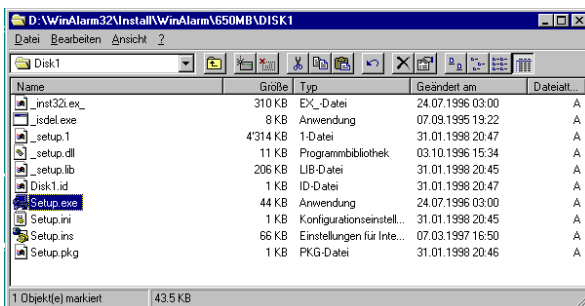 D:\WinAlarm32\Install\WinAlarm\650MB\DISK1
Datei Bearbeiten Ansicht ?
Disk1
Name Größe Typ Geändert am Dateiatt...
_inst32i.ex_ 310 KB EX_-Datei 24.07.1996 03:00 A
_isdel.exe 8 KB Anwendung 07.09.1995 19:22 A
_setup.1 4'314 KB 1-Datei 31.01.1998 20:47 A
_setup.dll 11 KB Programmbibliothek 03.10.1996 15:34 A
_setup.lib 206 KB LIB-Datei 31.01.1998 20:45 A
Disk1.id 1 KB ID-Datei 31.01.1998 20:47 A
Setup.exe 44 KB Anwendung 24.07.1996 03:00 A
Setup.ini 1 KB Konfigurationseinstell... 31.01.1998 20:45 A
Setup.ins 66 KB Einstellungen für Inte... 07.03.1997 16:50 A
Setup.pkg 1 KB PKG-Datei 31.01.1998 20:46 A
1 Objekt(e) markiert 43.5 KB